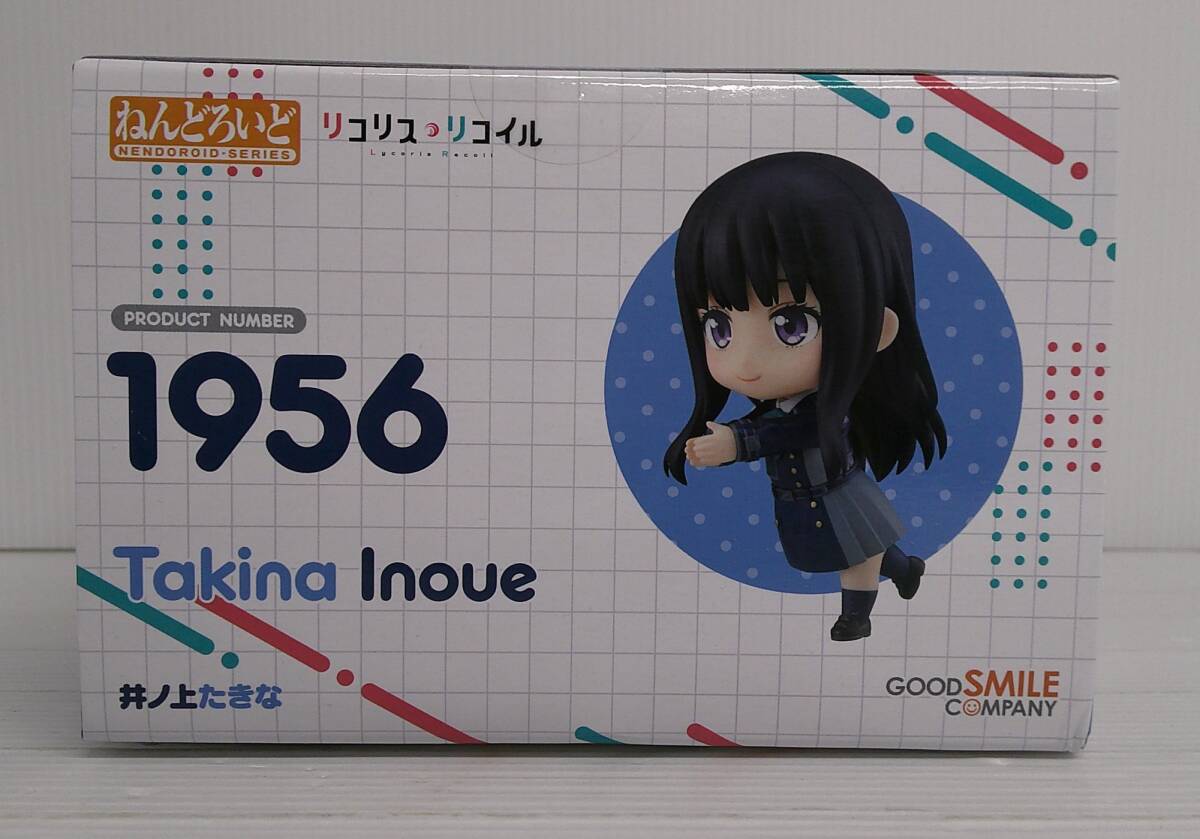 ねんどろいど
NENDOROID·SERIES
リコリス・リコイル
Lycoris Recoil
PRODUCT NUMBER
1956
Takina Inoue
井ノ上たきな
GOOD SMILE
COMPANY